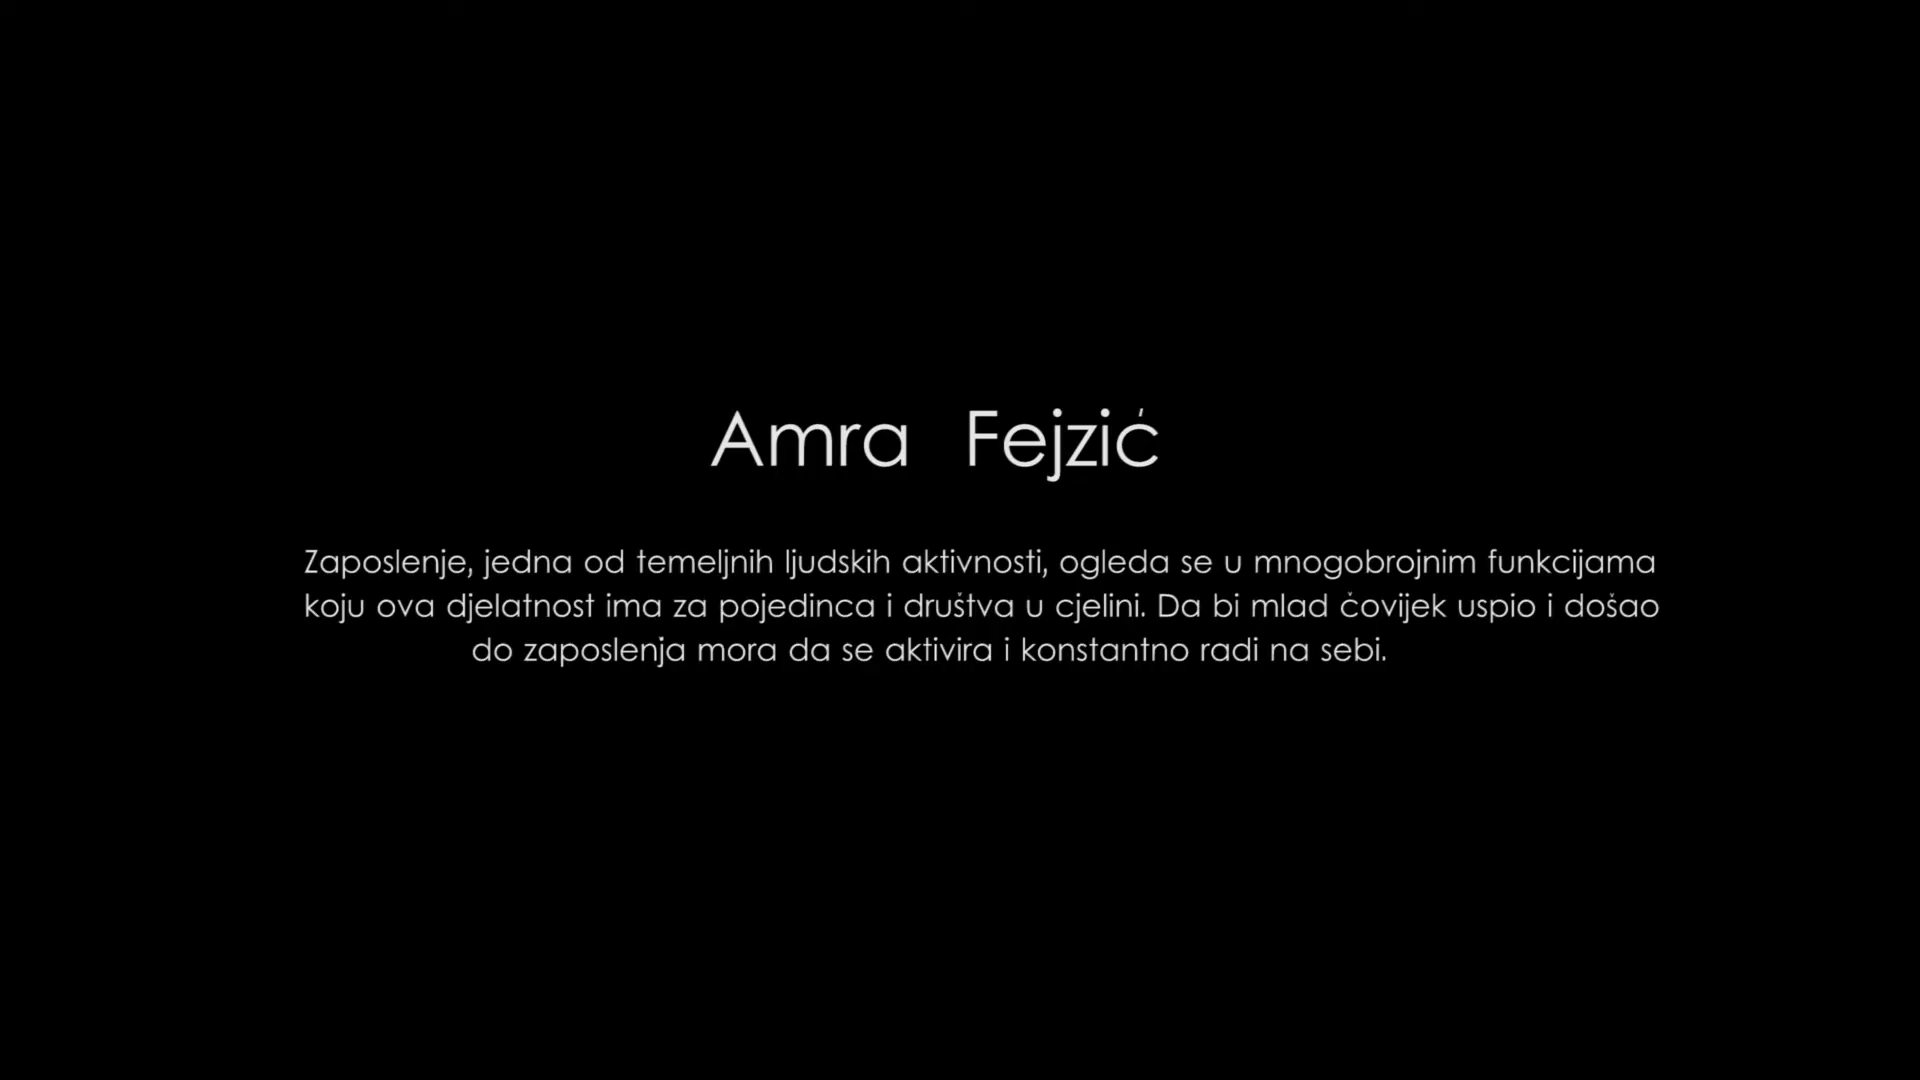 Amra Fejzić
Zaposlenje, jedna od temeljnih ljudskih aktivnosti, ogleda se u mnogobrojnim funkcijama
koju ova djelatnost ima za pojedinca i društva u cjelini. Da bi mlad čovijek uspio i došao
do zaposlenja mora da se aktivira i konstantno radi na sebi.